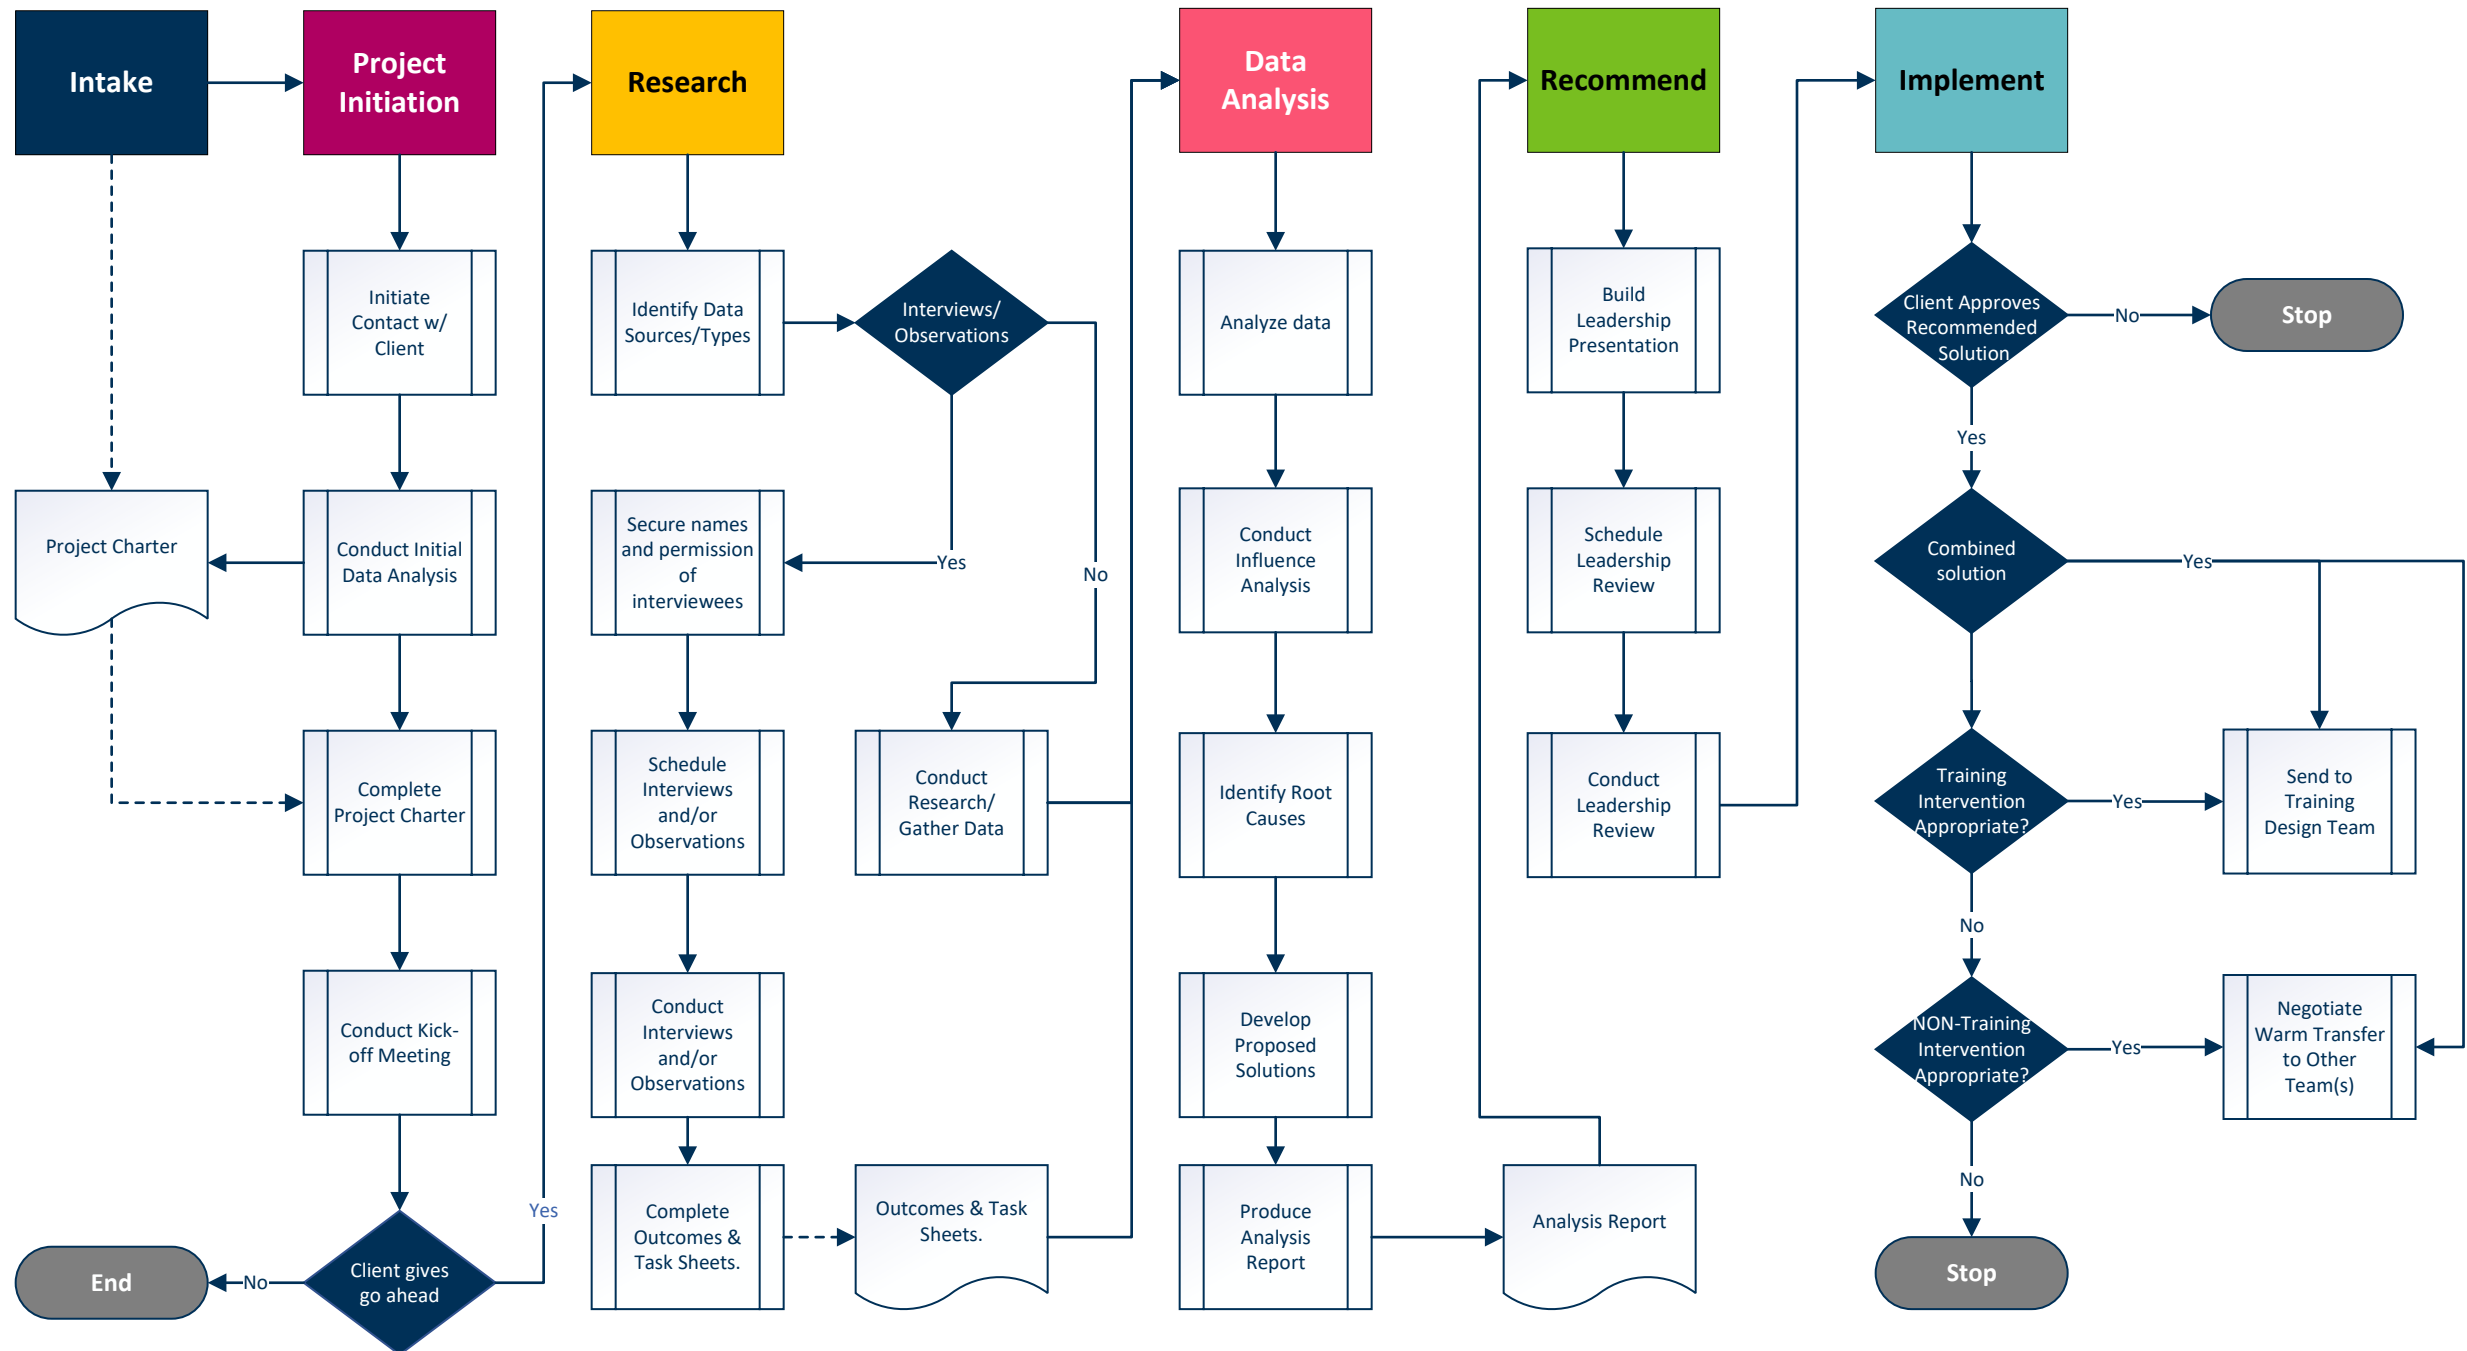 Intake
Project
Initiation
Research
Data
Analysis
Recommend
Implement
Initiate
Contact w/
Client
Identify Data
Sources/Types
Interviews/
Observations
Analyze data
Build
Leadership
Presentation
Client Approves
Recommended
Solution
No
Stop
Yes
Project Charter
Conduct Initial
Data Analysis
Secure names
and permission
of
interviewees
Yes
No
Conduct
Influence
Analysis
Schedule
Leadership
Review
Combined
solution
Yes
Complete
Project Charter
Schedule
Interviews
and/or
Observations
Conduct
Research/
Gather Data
Identify Root
Causes
Conduct
Leadership
Review
Training
Intervention
Appropriate?
Yes
Send to
Training
Design Team
No
Conduct Kick-
off Meeting
Conduct
Interviews
and/or
Observations
Develop
Proposed
Solutions
NON-Training
Intervention
Appropriate?
Yes
Negotiate
Warm Transfer
to Other
Team(s)
No
End
No
Client gives
go ahead
Yes
Complete
Outcomes &
Task Sheets.
Outcomes & Task
Sheets.
Produce
Analysis
Report
Analysis Report
Stop